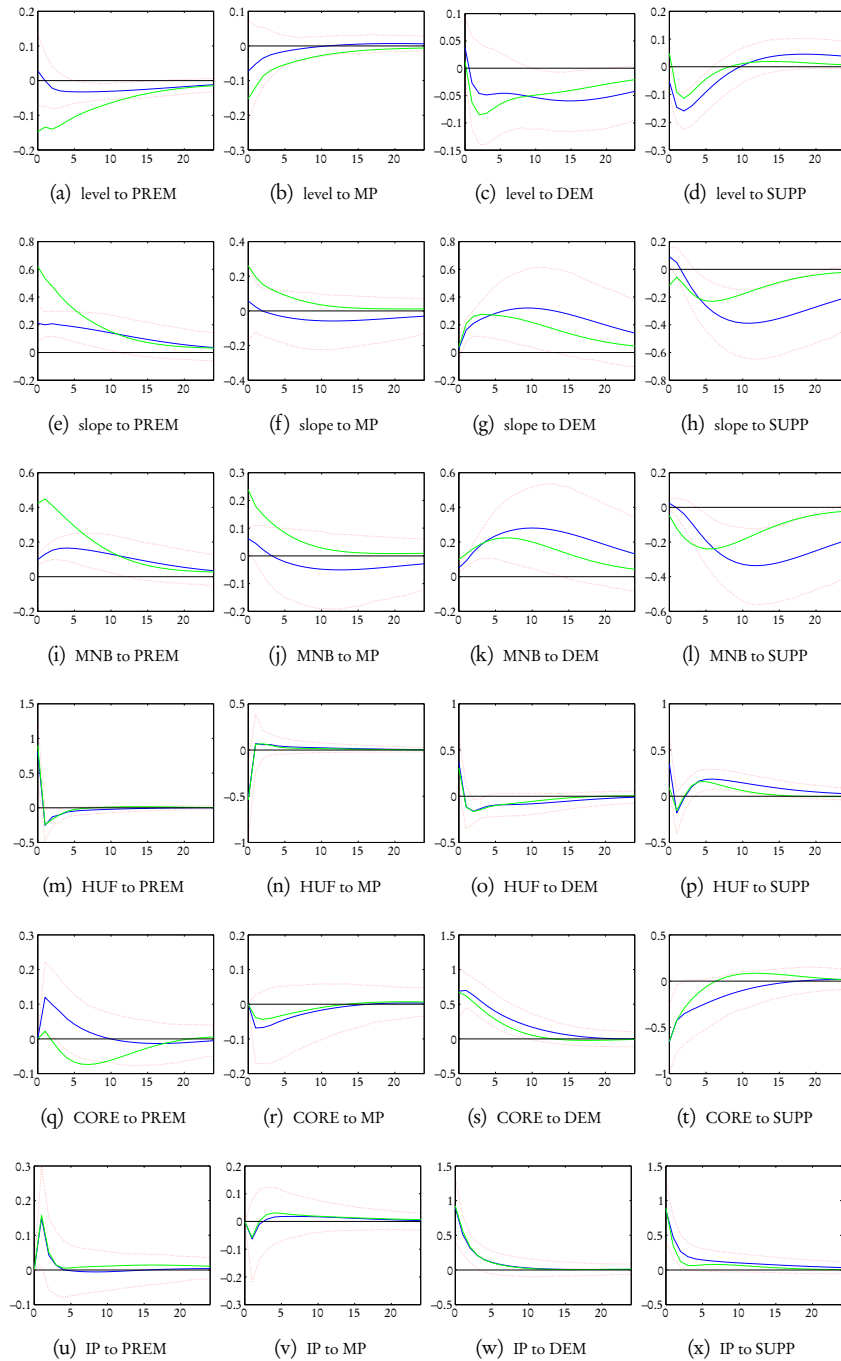 0.2 0.1 0.1 0.2
0.1 0 0.05 0.1
0 −0.1 0 0
−0.1 −0.2 −0.05 −0.1
−0.2 −0.3 −0.1 −0.2
−0.15 −0.3
0 5 10 15 20 0 5 10 15 20 0 5 10 15 20 0 5 10 15 20
(a) level to PREM (b) level to MP (c) level to DEM (d) level to SUPP
0.8 0.4 0.8 0.2
0.6 0.2 0.6 0
0.4 0 0.4 −0.2
0.2 −0.2 0.2 −0.4
0 −0.4 0 −0.6
−0.2 −0.2 −0.8
0 5 10 15 20 0 5 10 15 20 0 5 10 15 20 0 5 10 15 20
(e) slope to PREM (f) slope to MP (g) slope to DEM (h) slope to SUPP
0.6 0.3 0.6 0.2
0.4 0.2 0.4 0
0.2 0.1 0.2 −0.2
0 0 0 −0.4
−0.2 −0.1 −0.2 −0.6
−0.2
0 5 10 15 20 0 5 10 15 20 0 5 10 15 20 0 5 10 15 20
(i) MNB to PREM (j) MNB to MP (k) MNB to DEM (l) MNB to SUPP
1.5 0.5 1 1
1 0 0.5 0.5
0.5 −0.5 0 0
0 −1 −0.5 −0.5
−0.5
0 5 10 15 20 0 5 10 15 20 0 5 10 15 20 0 5 10 15 20
(m) HUF to PREM (n) HUF to MP (o) HUF to DEM (p) HUF to SUPP
0.3 0.2 1.5 0.5
0.2 0.1 1 0
0.1 0 0.5 −0.5
0 −0.1 0 −1
−0.1 −0.2 −0.5
0 5 10 15 20 0 5 10 15 20 0 5 10 15 20 0 5 10 15 20
(q) CORE to PREM (r) CORE to MP (s) CORE to DEM (t) CORE to SUPP
0.3 0.2 1.5 1.5
0.2 0.1 1 1
0.1 0 0.5 0.5
0 −0.1 0 0
−0.1 −0.2 −0.5 −0.5
−0.3
0 5 10 15 20 0 5 10 15 20 0 5 10 15 20 0 5 10 15 20
(u) IP to PREM (v) IP to MP (w) IP to DEM (x) IP to SUPP